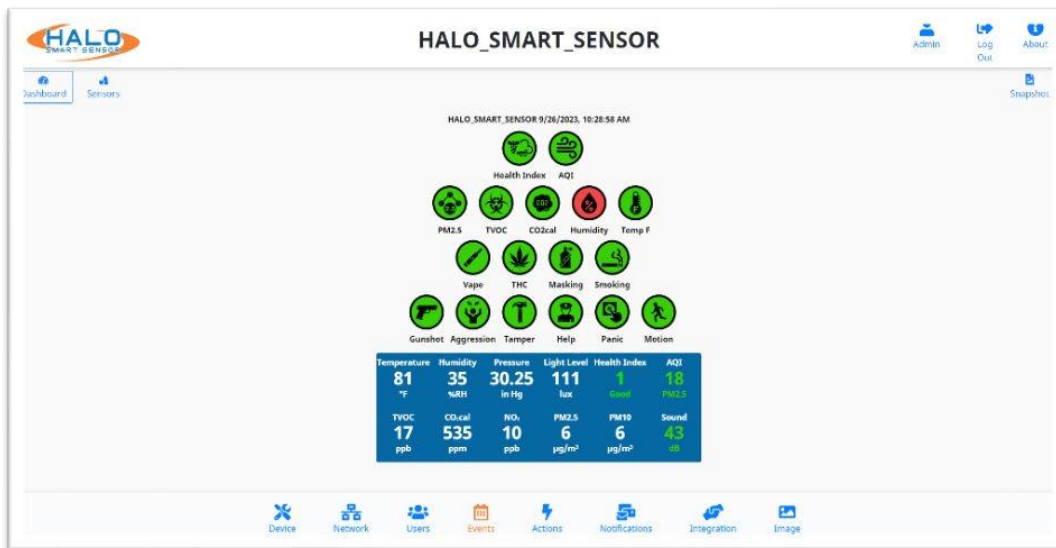 HALO
SMART SENSOR
HALO_SMART_SENSOR
Admin
Log Out
About
Dashboard
Sensors
Snapshot
HALO_SMART_SENSOR 9/26/2023, 10:28:58 AM
Health Index AQI
CO2
%
F
PM2.5 TVOC CO2cal Humidity Temp F
Vape THC Masking Smoking
Gunshot Aggression Tamper Help Panic Motion
Temperature Humidity Pressure Light Level Health Index AQI
81 35 30.25 111 1 18
°F %RH in Hg lux Good PM2.5
TVOC CO₂cal NO₂ PM2.5 PM10 Sound
17 535 10 6 6 43
ppb ppm ppb µg/m³ µg/m³ dB
Device Network Users Events Actions Notifications Integration Image